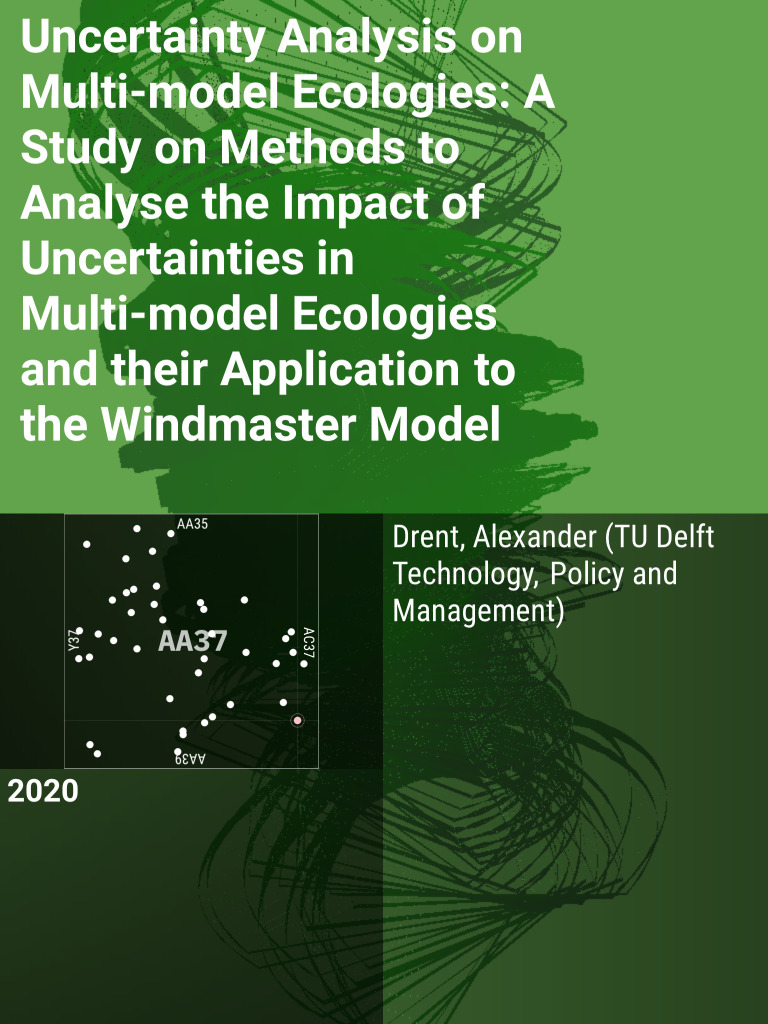 Uncertainty Analysis on
Multi-model Ecologies: A
Study on Methods to
Analyse the Impact of
Uncertainties in
Multi-model Ecologies
and their Application to
the Windmaster Model
AA35
Y37
AA37
AC37
AA39
Drent, Alexander (TU Delft
Technology, Policy and
Management)
2020